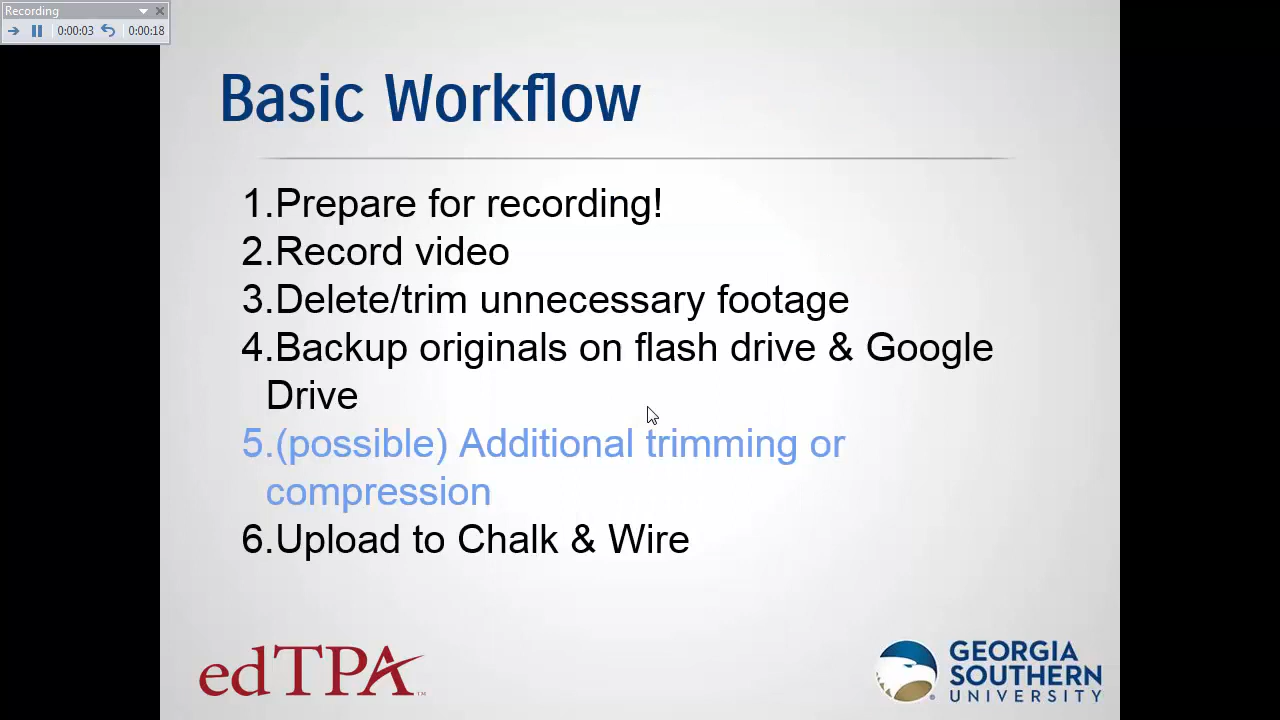 Recording
0:00:03 0:00:18
Basic Workflow
1.Prepare for recording!
2.Record video
3.Delete/trim unnecessary footage
4.Backup originals on flash drive & Google
Drive
5.(possible) Additional trimming or
compression
6.Upload to Chalk & Wire
edTPA™
GEORGIA
SOUTHERN
UNIVERSITY